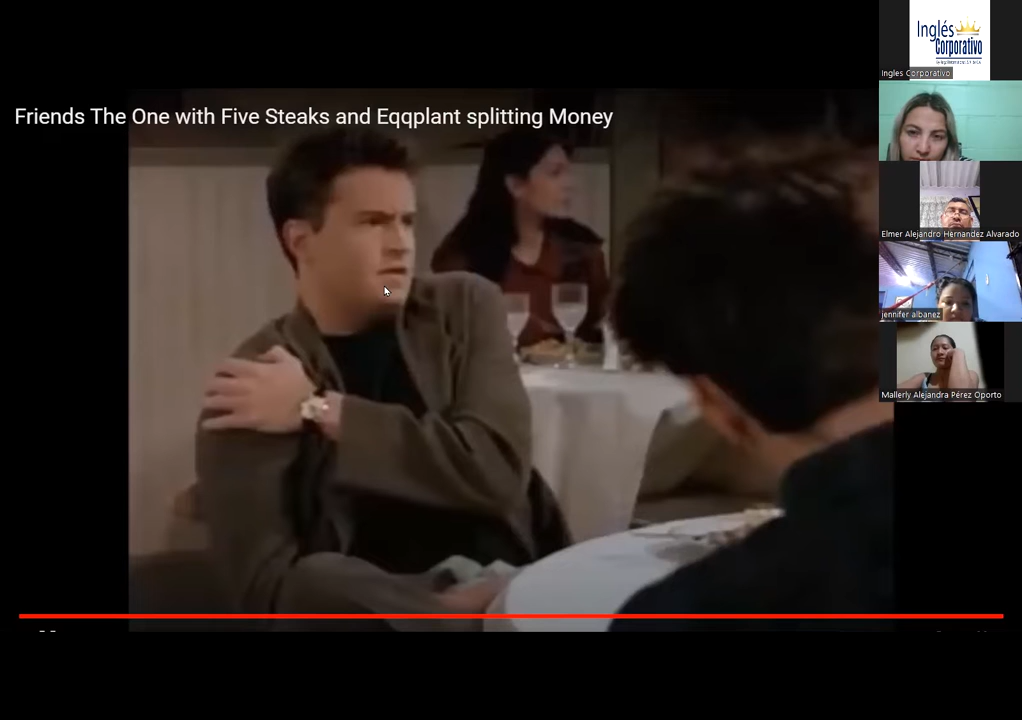 Friends The One with Five Steaks and Eqqplant splitting Money
Inglés
Corporativo
Ingles Corporativo
Elmer Alejandro Hernandez Alvarado
jennifer albanez
Mallerly Alejandra Pérez Oporto